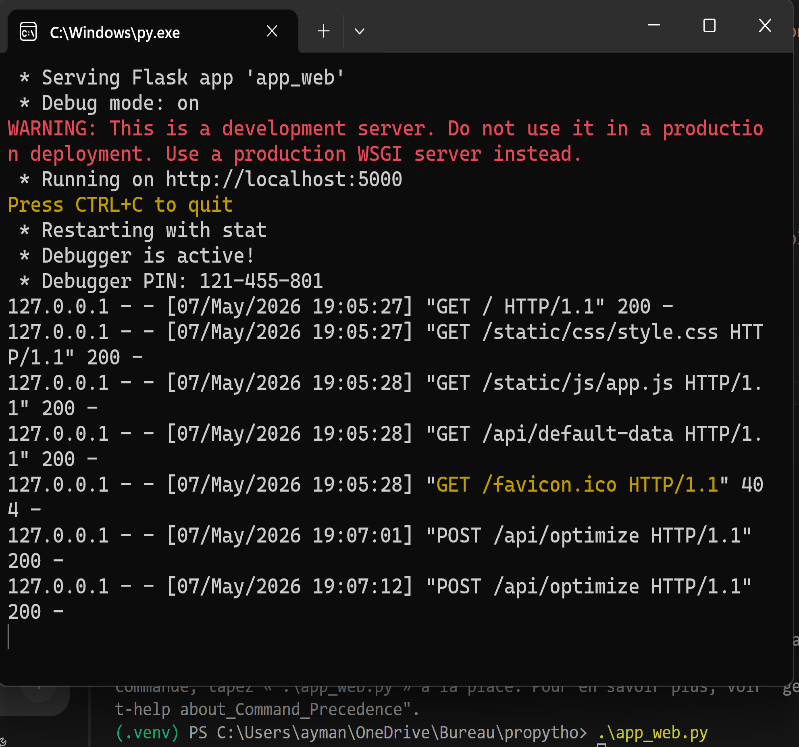 C:\Windows\py.exe
* Serving Flask app 'app_web'
* Debug mode: on
WARNING: This is a development server. Do not use it in a productio
n deployment. Use a production WSGI server instead.
* Running on http://localhost:5000
Press CTRL+C to quit
* Restarting with stat
* Debugger is active!
* Debugger PIN: 121-455-801
127.0.0.1 - - [07/May/2026 19:05:27] "GET / HTTP/1.1" 200 -
127.0.0.1 - - [07/May/2026 19:05:27] "GET /static/css/style.css HTT
P/1.1" 200 -
127.0.0.1 - - [07/May/2026 19:05:28] "GET /static/js/app.js HTTP/1.
1" 200 -
127.0.0.1 - - [07/May/2026 19:05:28] "GET /api/default-data HTTP/1.
1" 200 -
127.0.0.1 - - [07/May/2026 19:05:28] "GET /favicon.ico HTTP/1.1" 40
4 -
127.0.0.1 - - [07/May/2026 19:07:01] "POST /api/optimize HTTP/1.1"
200 -
127.0.0.1 - - [07/May/2026 19:07:12] "POST /api/optimize HTTP/1.1"
200 -
commande, tapez « .\app_web.py » à la place. Pour en savoir plus, voir ge
t-help about_Command_Precedence".
(.venv) PS C:\Users\ayman\OneDrive\Bureau\propytho> .\app_web.py